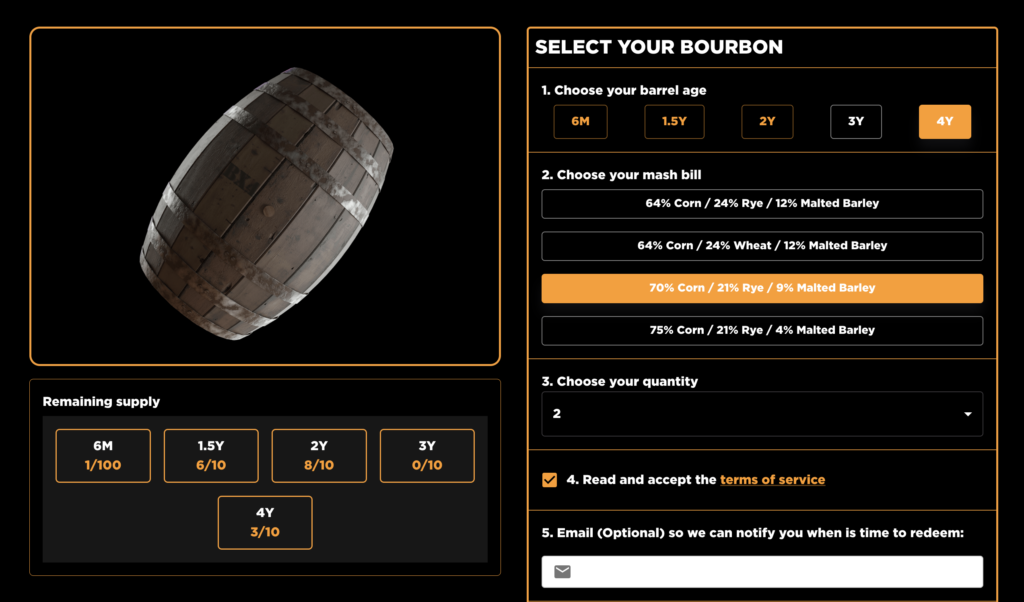 SELECT YOUR BOURBON
1. Choose your barrel age
6M 1.5Y 2Y 3Y 4Y
2. Choose your mash bill
64% Corn / 24% Rye / 12% Malted Barley
64% Corn / 24% Wheat / 12% Malted Barley
70% Corn / 21% Rye / 9% Malted Barley
75% Corn / 21% Rye / 4% Malted Barley
3. Choose your quantity
2
4. Read and accept the terms of service
5. Email (Optional) so we can notify you when is time to redeem:
Remaining supply
6M 1.5Y 2Y 3Y
1/100 6/10 8/10 0/10
4Y
3/10